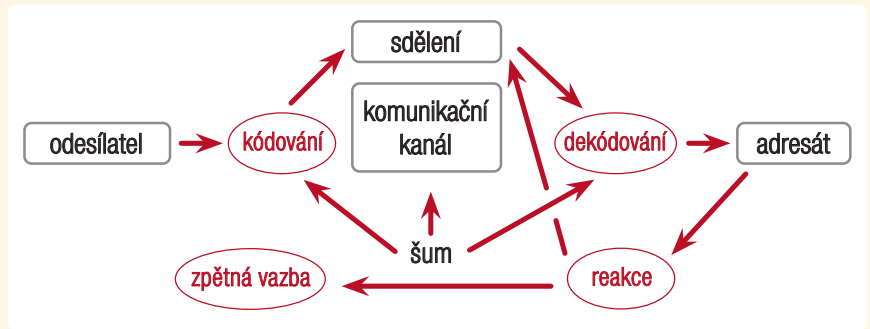 sdělení
komunikační
kanál
odesílatel
kódování
dekódování
adresát
šum
zpětná vazba
reakce